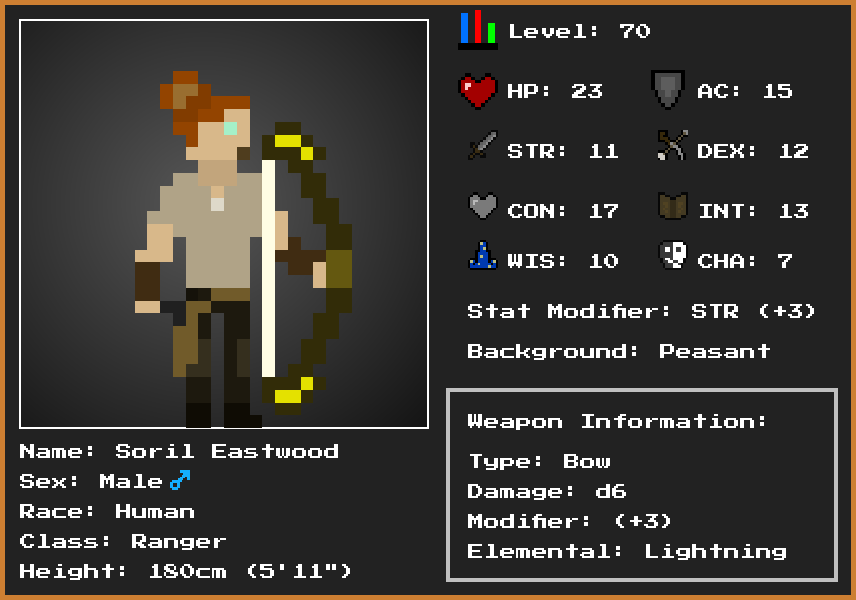 Level: 70
HP: 23 AC: 15
STR: 11 DEX: 12
CON: 17 INT: 13
WIS: 10 CHA: 7
Stat Modifier: STR (+3)
Background: Peasant
Weapon Information:
Type: Bow
Damage: d6
Modifier: (+3)
Elemental: Lightning
Name: Soril Eastwood
Sex: Male ♂
Race: Human
Class: Ranger
Height: 180cm (5'11")